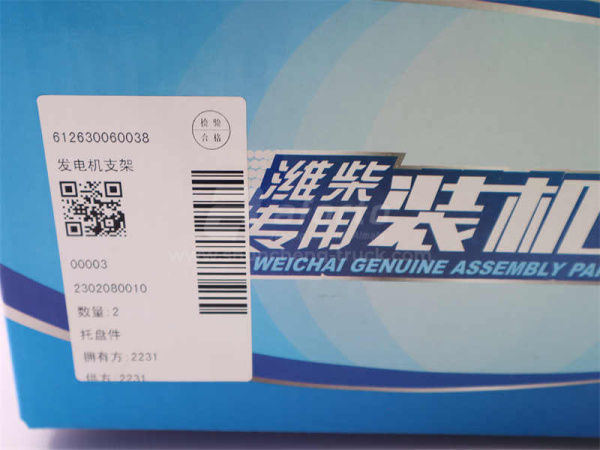 612630060038
检验
合格
发电机支架
00003
2302080010
数量:2
托盘件
拥有方:2231
供方:2231
潍柴
专用
装机
WEICHAI GENUINE ASSEMBLY PA